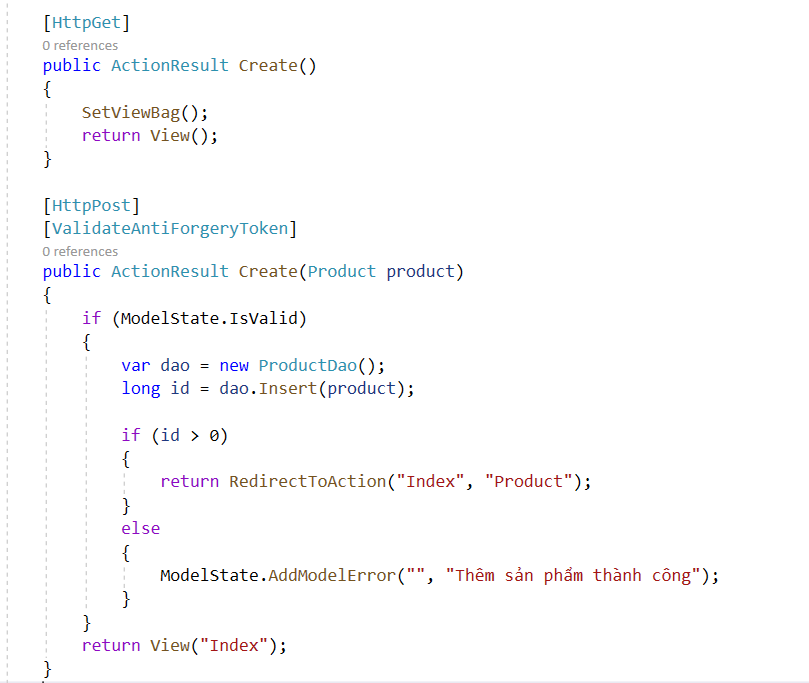 [HttpGet]
0 references
public ActionResult Create()
{
SetViewBag();
return View();
}
[HttpPost]
[ValidateAntiForgeryToken]
0 references
public ActionResult Create(Product product)
{
if (ModelState.IsValid)
{
var dao = new ProductDao();
long id = dao.Insert(product);
if (id > 0)
{
return RedirectToAction("Index", "Product");
}
else
{
ModelState.AddModelError("", "Thêm sản phẩm thành công");
}
}
return View("Index");
}